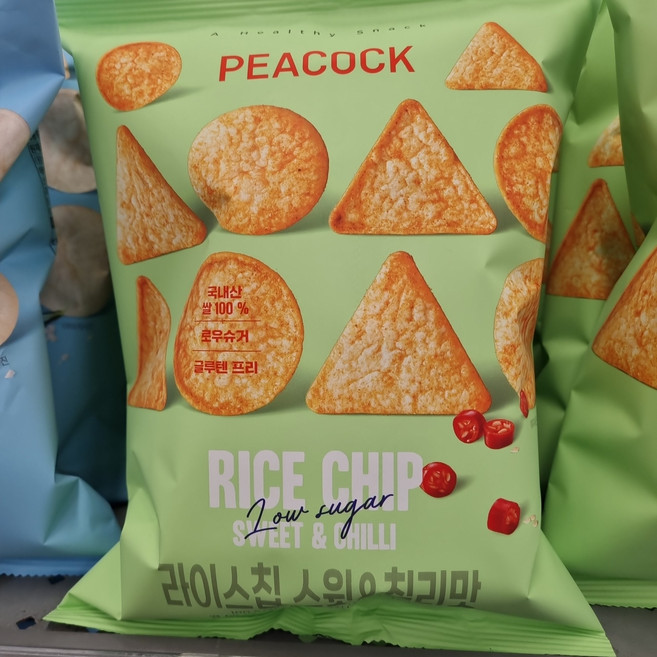 A Healthy Snack
PEACOCK
국내산
쌀 100 %
로우슈거
글루텐 프리
RICE CHIP
Low sugar
SWEET & CHILLI
라이스칩 스윗&칠리맛